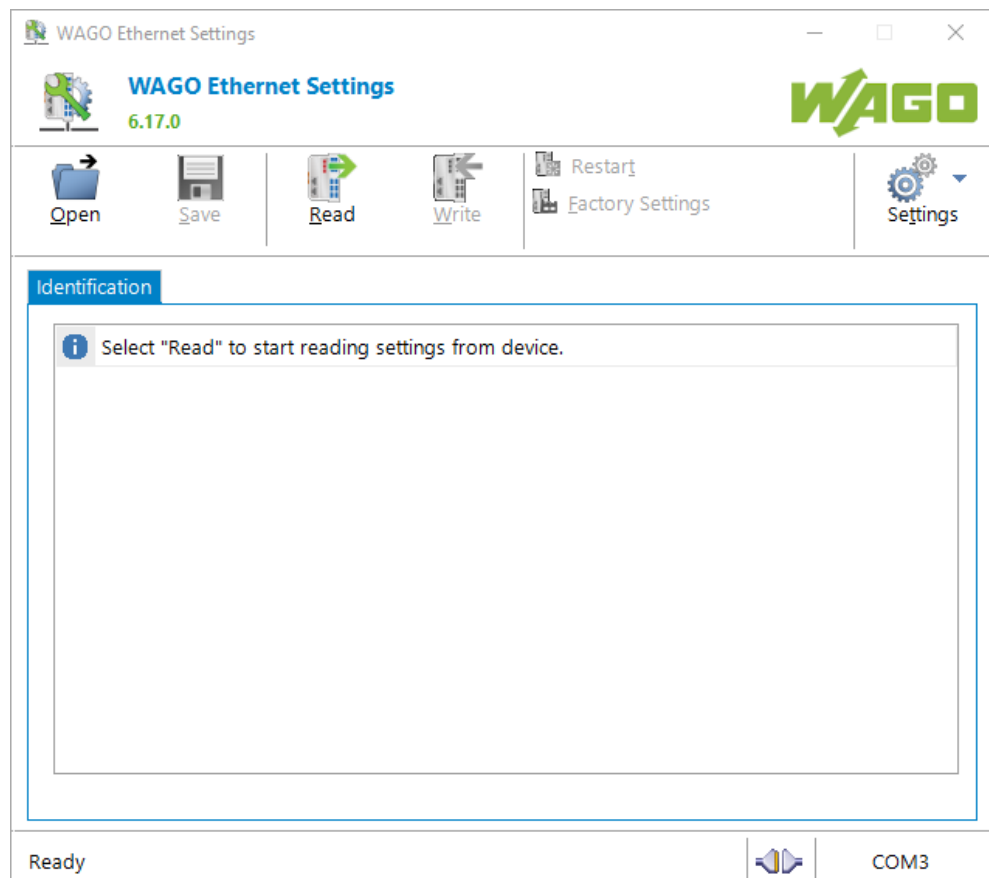 WAGO Ethernet Settings
WAGO Ethernet Settings
6.17.0
WAGO
Open
Save
Read
Write
Restart
Factory Settings
Settings
Identification
i Select "Read" to start reading settings from device.
Ready
COM3